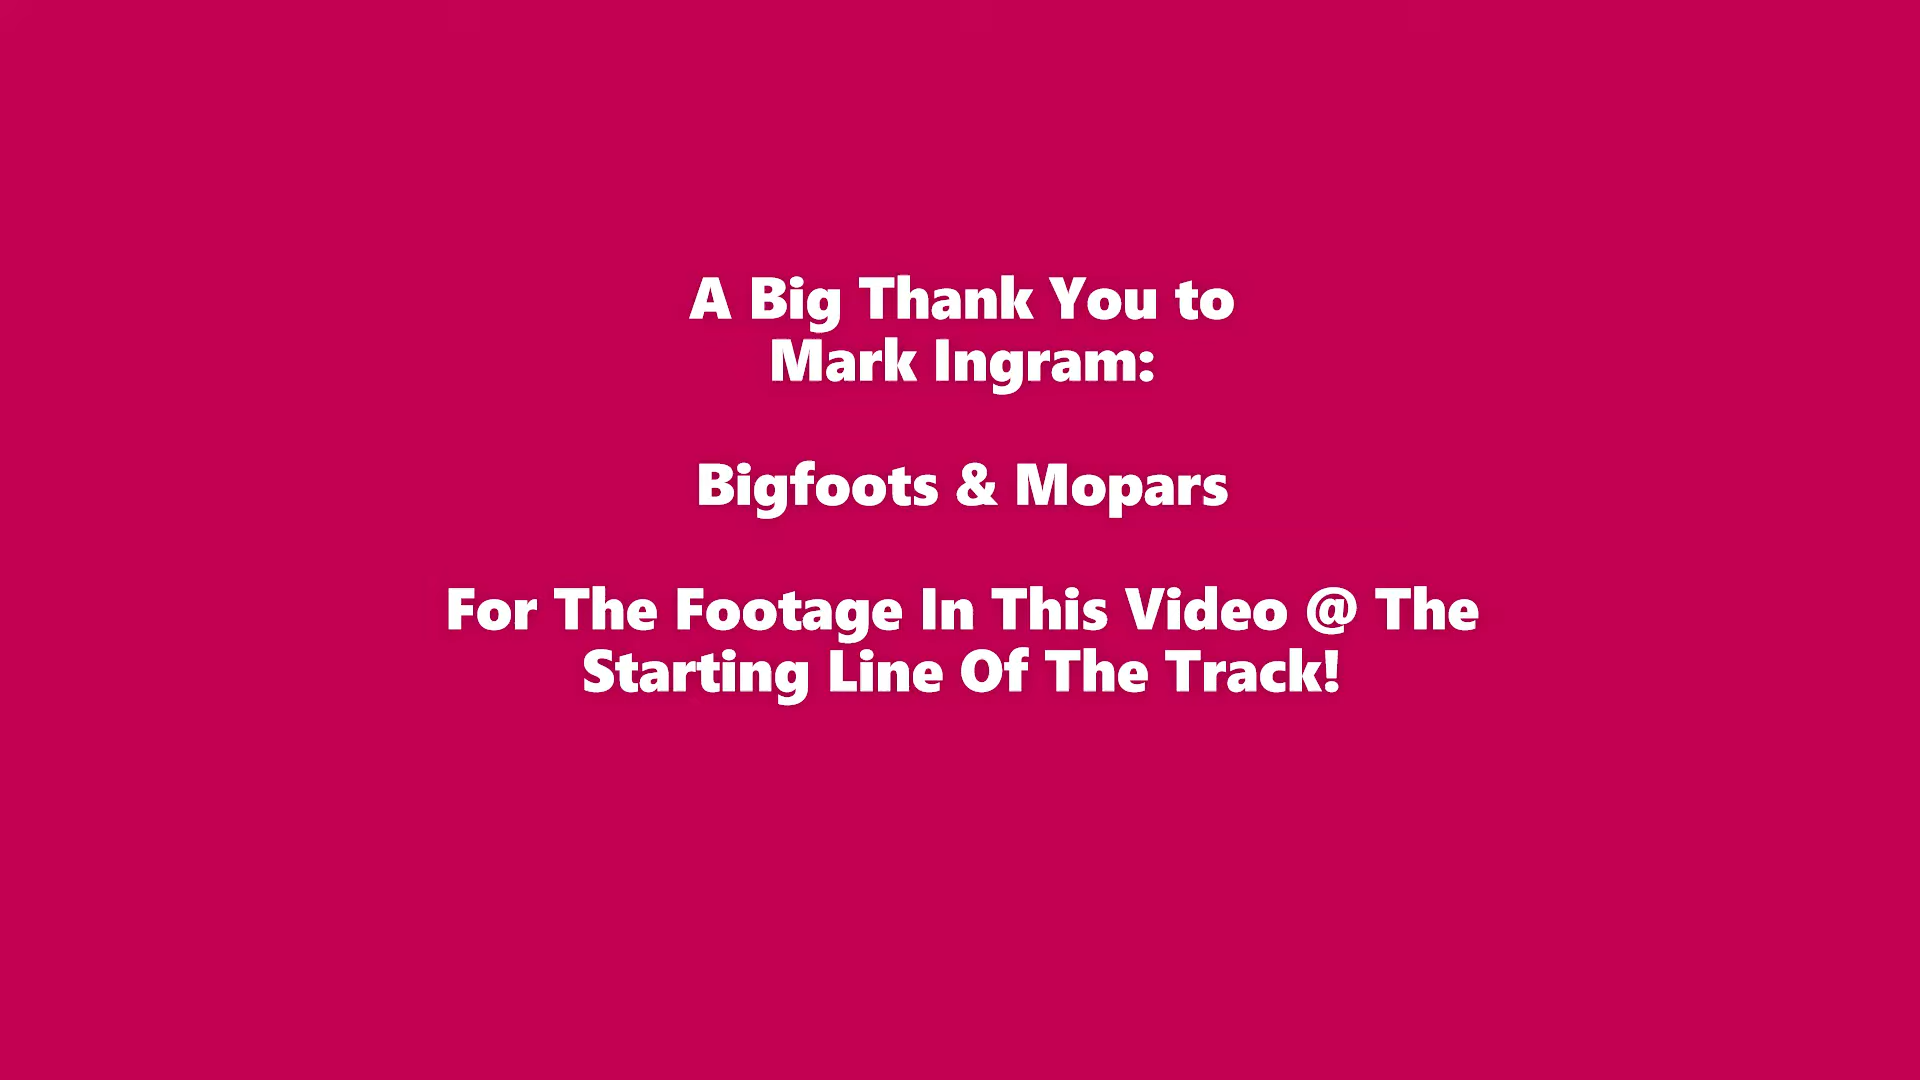 A Big Thank You to
Mark Ingram:
Bigfoots & Mopars
For The Footage In This Video @ The
Starting Line Of The Track!